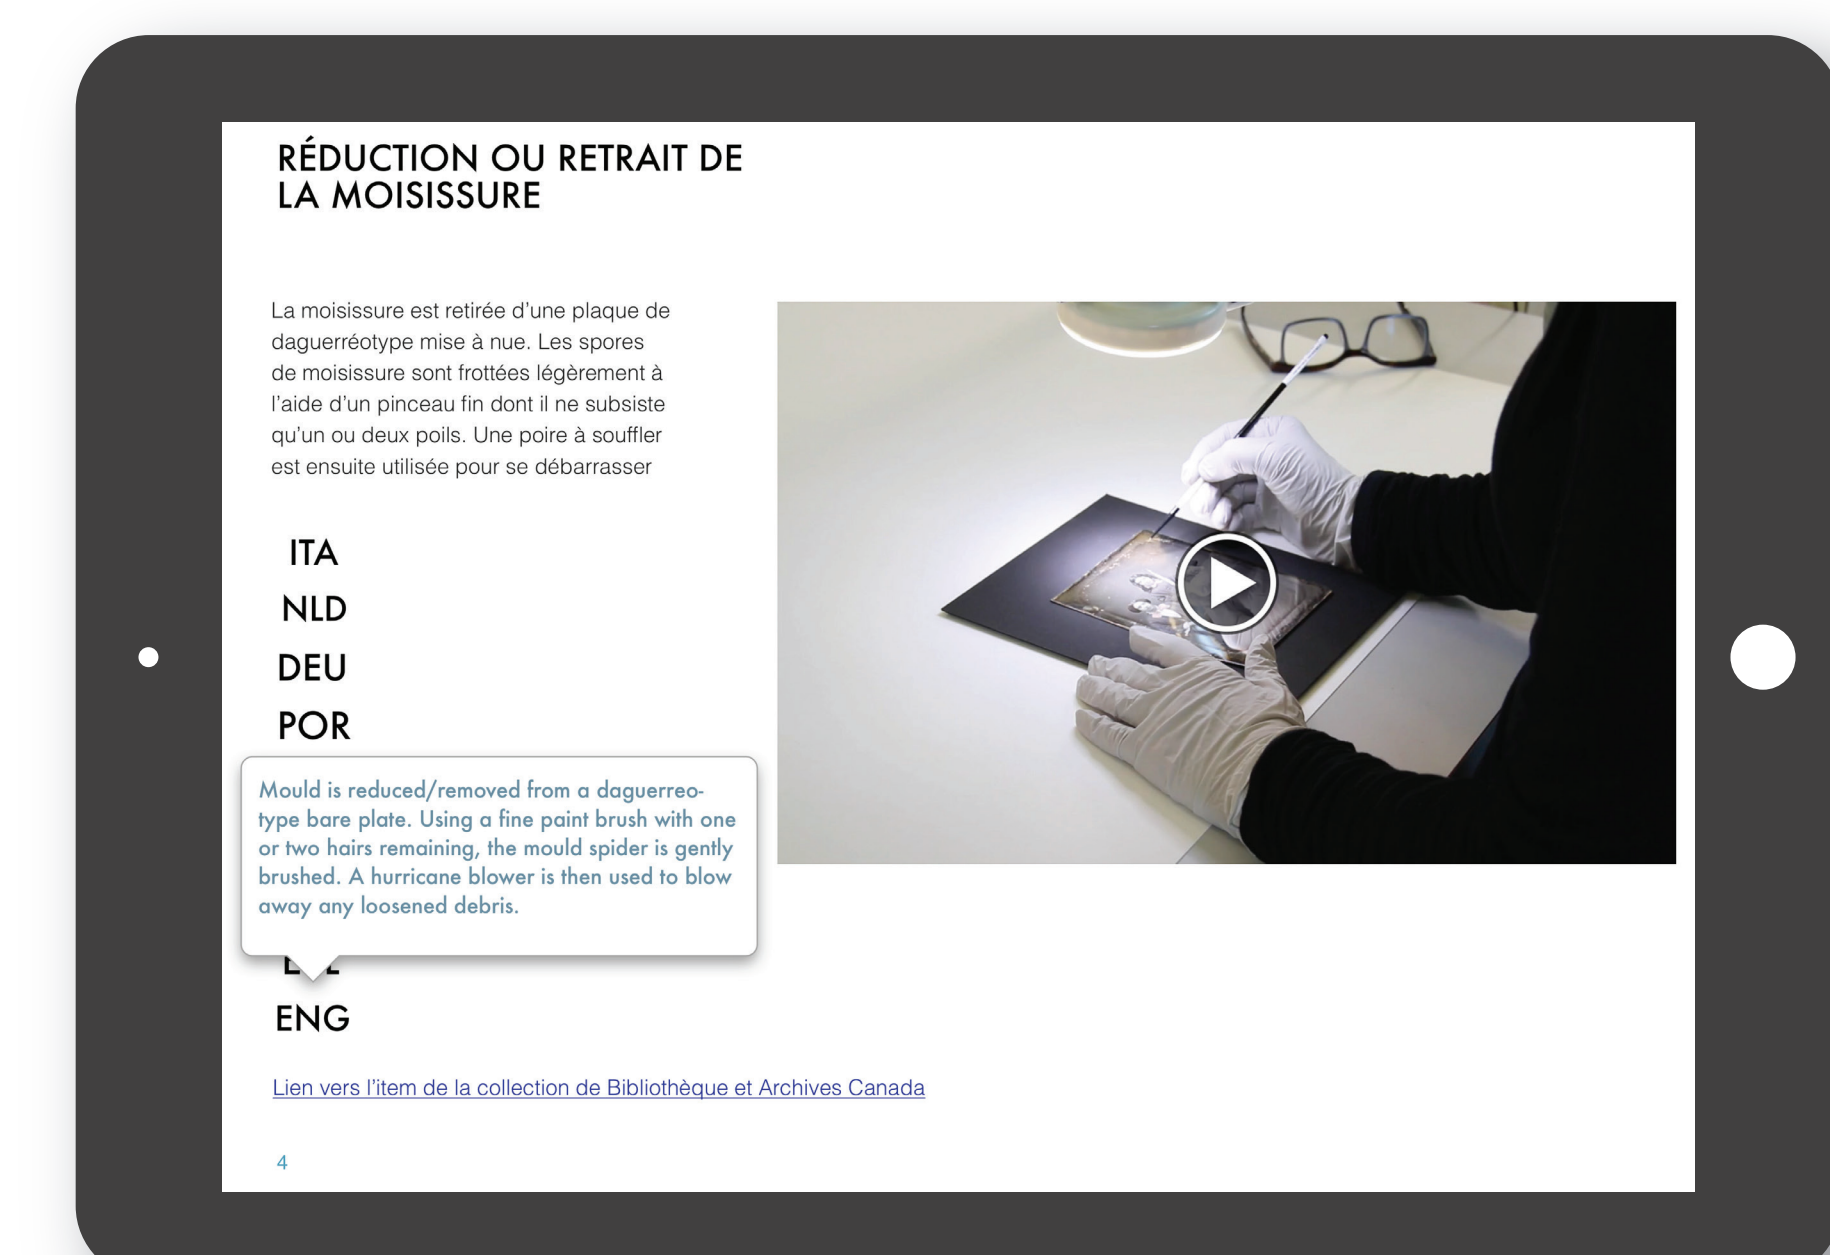 RÉDUCTION OU RETRAIT DE
LA MOISISSURE
La moisissure est retirée d'une plaque de
daguerréotype mise à nue. Les spores
de moisissure sont frottées légèrement à
l'aide d'un pinceau fin dont il ne subsiste
qu'un ou deux poils. Une poire à souffler
est ensuite utilisée pour se débarrasser
ITA
NLD
DEU
POR
Mould is reduced/removed from a daguerreo-
type bare plate. Using a fine paint brush with one
or two hairs remaining, the mould spider is gently
brushed. A hurricane blower is then used to blow
away any loosened debris.
ENG
Lien vers l'item de la collection de Bibliothèque et Archives Canada
4